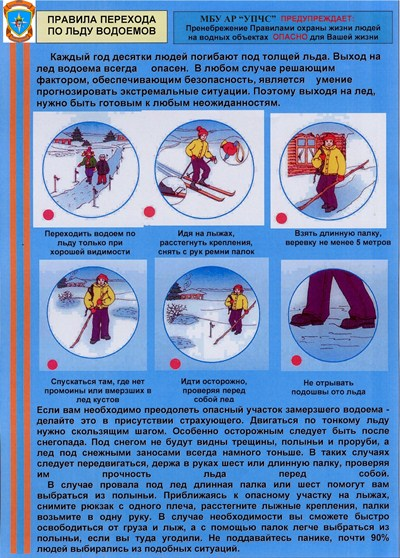 ПРАВИЛА ПЕРЕХОДА
ПО ЛЬДУ ВОДОЕМОВ
МБУ АР “УПЧС” ПРЕДУПРЕЖДАЕТ:
Пренебрежение Правилами охраны жизни людей
на водных объектах ОПАСНО для Вашей жизни
Каждый год десятки людей погибают под толщей льда. Выход на
лед водоема всегда опасен. В любом случае решающим
фактором, обеспечивающим безопасность, является умение
прогнозировать экстремальные ситуации. Поэтому выходя на лед,
нужно быть готовым к любым неожиданностям.
Переходить водоем по
льду только при
хорошей видимости
Идя на лыжах,
расстегнуть крепления,
снять с рук ремни палок
Взять длинную палку,
веревку не менее 5 метров
Спускаться там, где нет
промоины или вмерзших в
лед кустов
Идти осторожно,
проверяя перед
собой лед
Не отрывать
подошвы ото льда
Если вам необходимо преодолеть опасный участок замерзшего водоема -
делайте это в присутствии страхующего. Двигаться по тонкому льду
нужно скользящим шагом. Особенно осторожным следует быть после
снегопада. Под снегом не будут видны трещины, полыньи и проруби, а
лед под снежными заносами всегда намного тоньше. В таких случаях
следует передвигаться, держа в руках шест или длинную палку, проверяя
им прочность льда перед собой.
В случае провала под лед длинная палка или шест помогут вам
выбраться из полыньи. Приближаясь к опасному участку на лыжах,
снимите рюкзак с одного плеча, расстегните лыжные крепления, палки
возьмите в одну руку. В случае необходимости вы сможете быстро
освободиться от груза и лыж, а с помощью палок легче выбраться из
полыньи, если вы туда угодили. Не поддавайтесь панике, почти 90%
людей выбирались из подобных ситуаций.